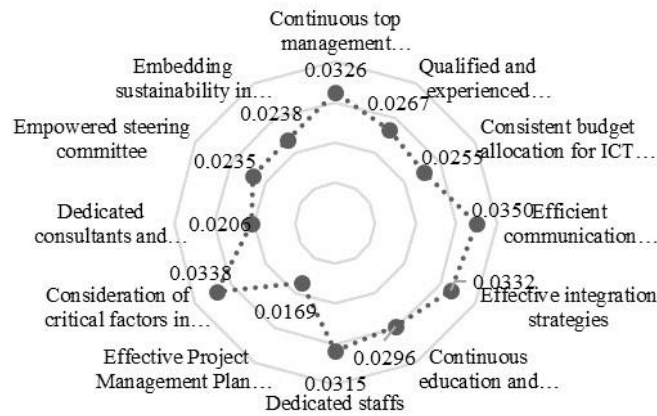 Continuous top
management…
0.0326
Qualified and
experienced…
0.0267
Consistent budget
allocation for ICT…
0.0255
Efficient
communication…
0.0350
Effective integration
strategies
0.0332
Continuous
education and…
0.0296
Dedicated staffs
0.0315
Effective Project
Management Plan…
0.0169
Consideration of
critical factors in…
0.0338
Dedicated
consultants and…
0.0206
Empowered steering
committee
0.0235
Embedding
sustainability in…
0.0238